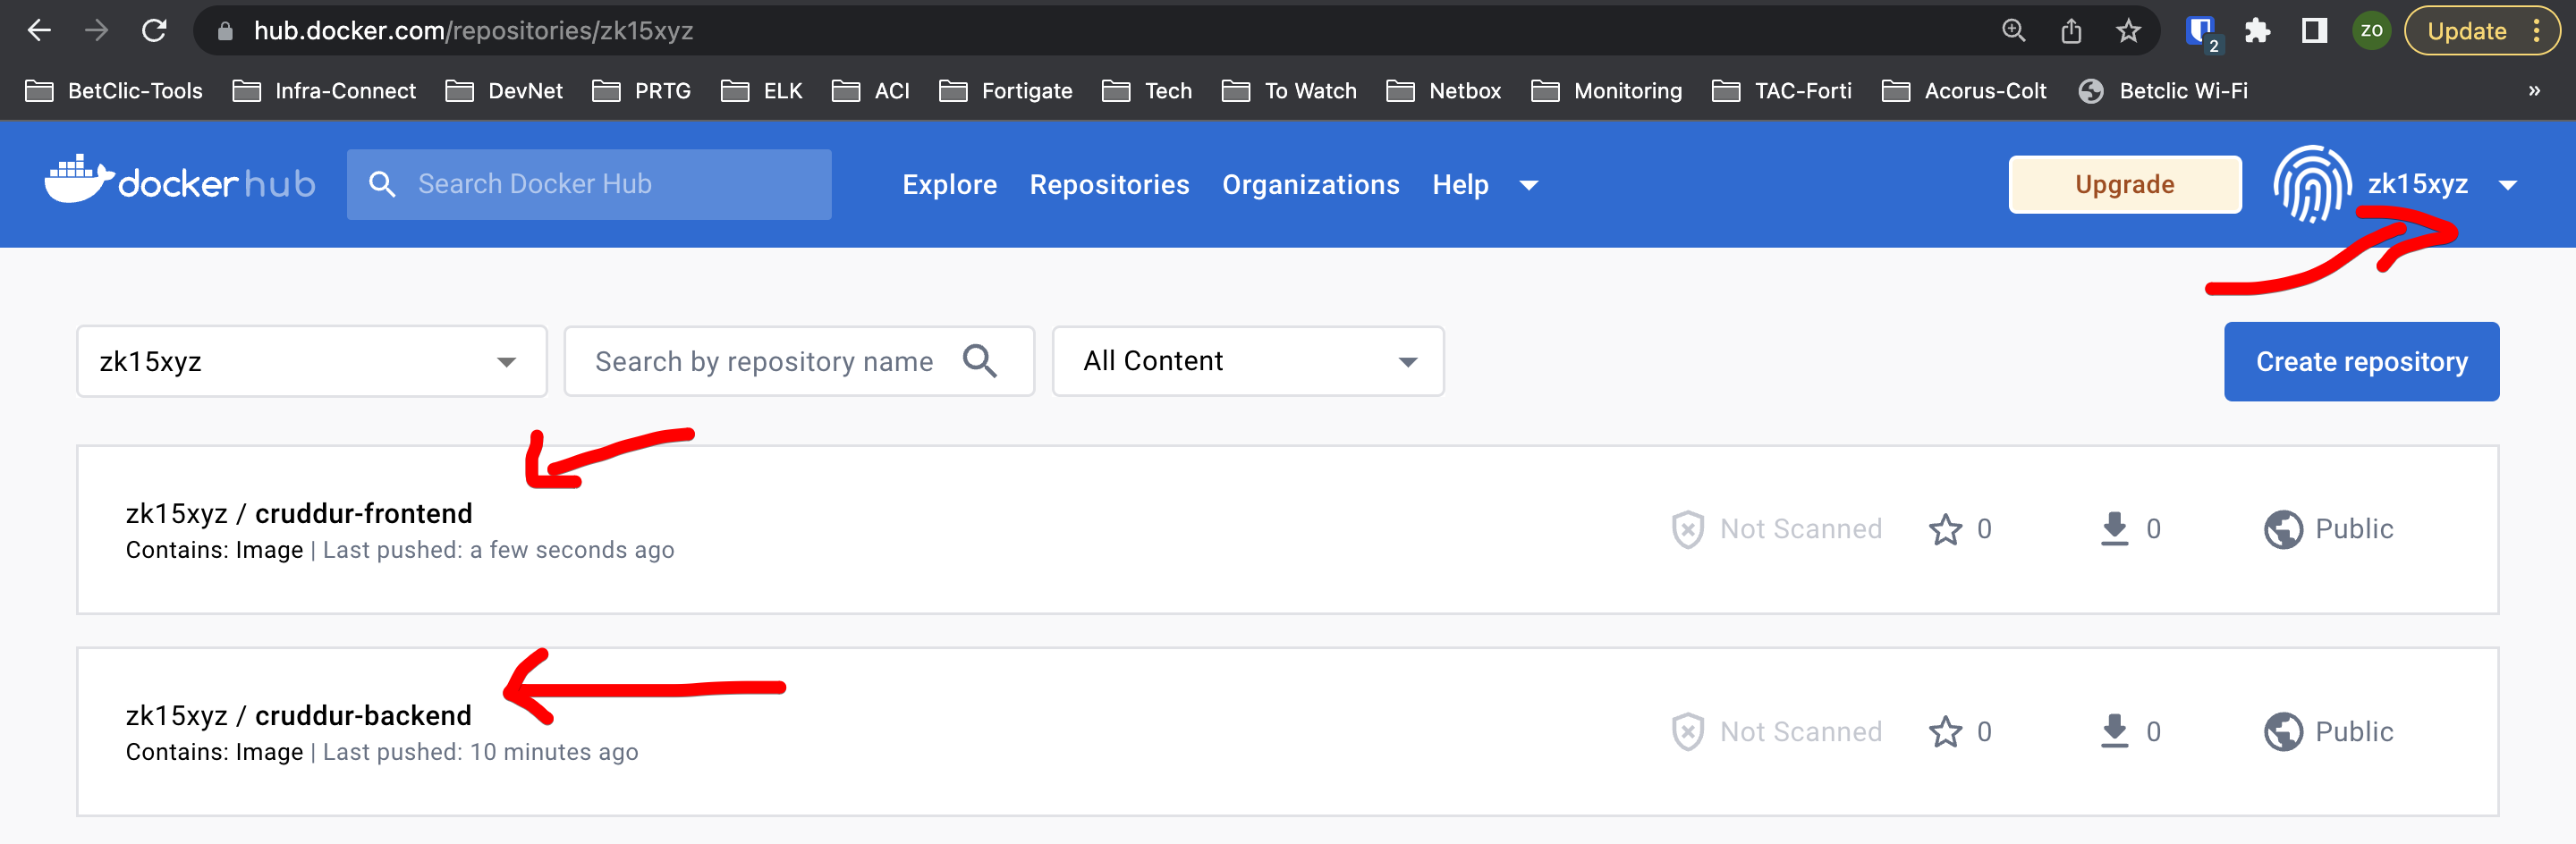 hub.docker.com/repositories/zk15xyz
2
ZO
Update
BetClic-Tools Infra-Connect DevNet PRTG ELK ACI Fortigate Tech To Watch Netbox Monitoring TAC-Forti Acorus-Colt Betclic Wi-Fi »
docker hub
Search Docker Hub
Explore Repositories Organizations Help
Upgrade
zk15xyz
zk15xyz
Search by repository name
All Content
Create repository
zk15xyz / cruddur-frontend
Contains: Image | Last pushed: a few seconds ago
Not Scanned 0 0 Public
zk15xyz / cruddur-backend
Contains: Image | Last pushed: 10 minutes ago
Not Scanned 0 0 Public